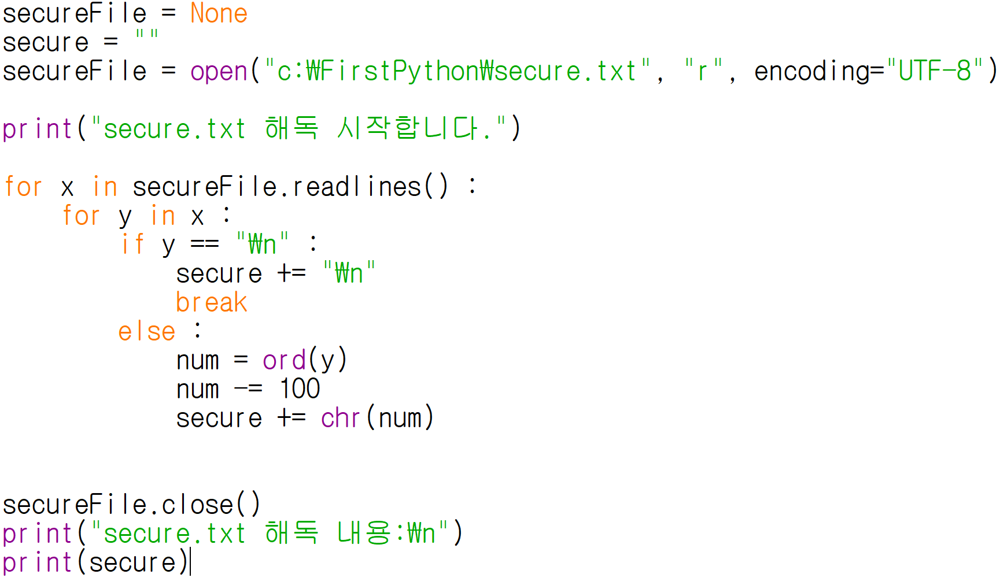 secureFile = None
secure = ""
secureFile = open("c:₩FirstPython₩secure.txt", "r", encoding="UTF-8")
print("secure.txt 해독 시작합니다.")
for x in secureFile.readlines() :
    for y in x :
        if y == "₩n" :
            secure += "₩n"
            break
        else :
            num = ord(y)
            num -= 100
            secure += chr(num)
secureFile.close()
print("secure.txt 해독 내용:₩n")
print(secure)